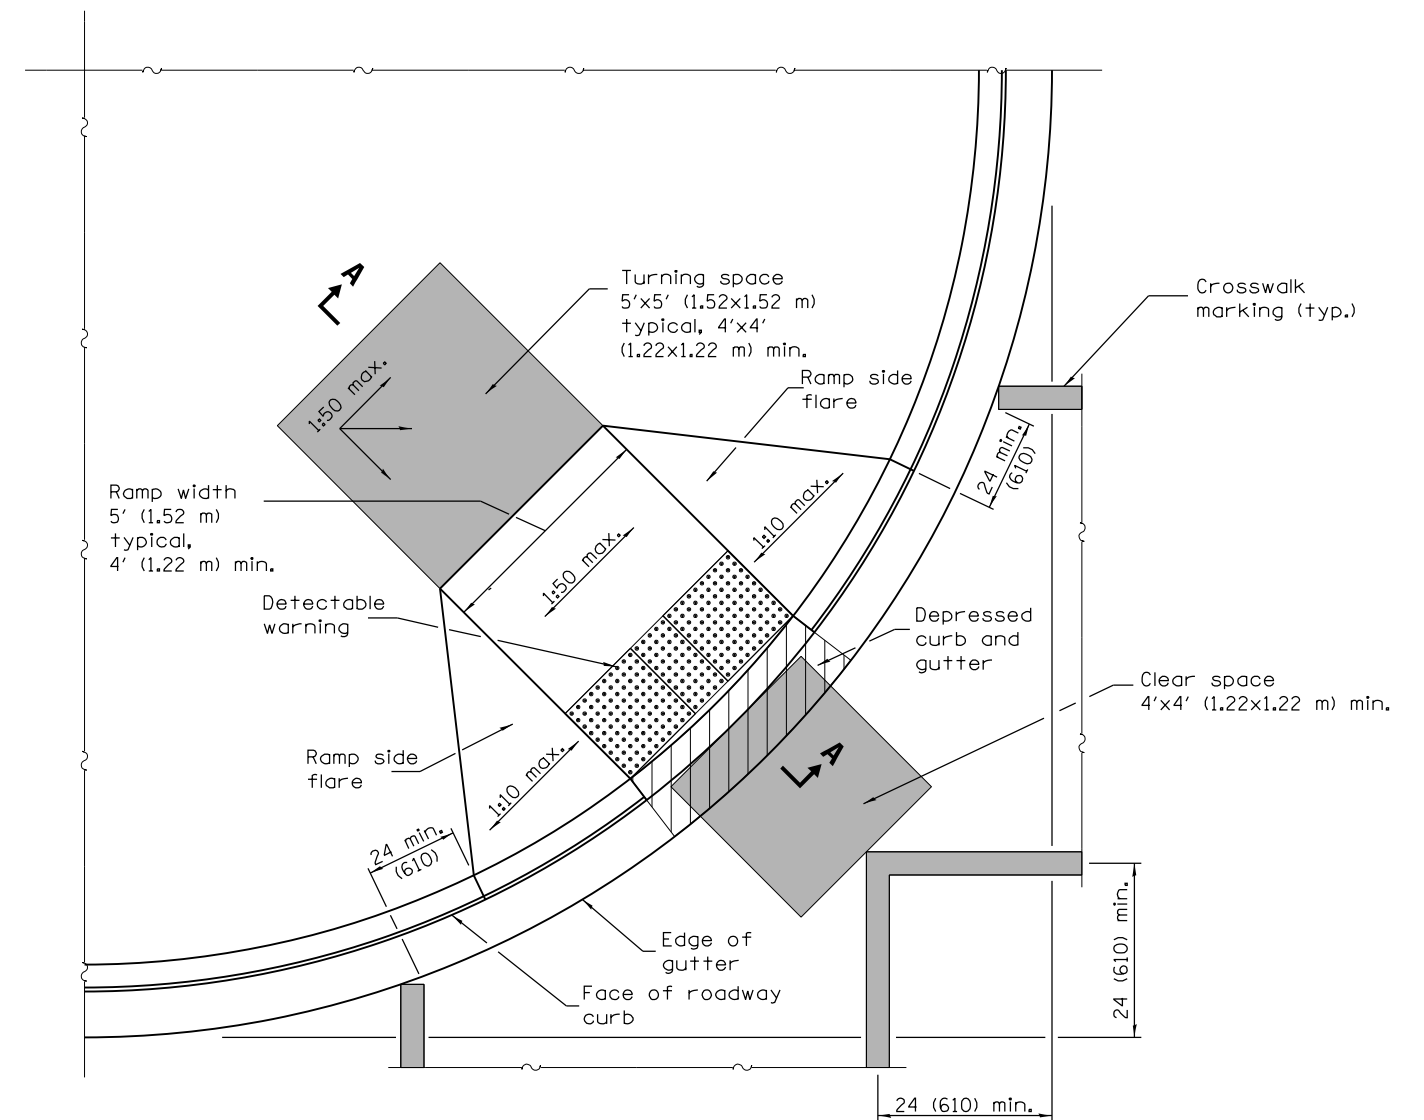 A
Turning space
5'x5' (1.52x1.52 m)
typical, 4'x4'
(1.22x1.22 m) min.
Crosswalk
marking (typ.)
Ramp side
flare
1:50 max.
24 min.
(610)
Ramp width
5' (1.52 m)
typical,
4' (1.22 m) min.
1:10 max.
1:50 max.
Detectable
warning
Depressed
curb and
gutter
Clear space
4'x4' (1.22x1.22 m) min.
A
Ramp side
flare
1:10 max.
24 min.
(610)
Edge of
gutter
Face of roadway
curb
24 (610) min.
24 (610) min.